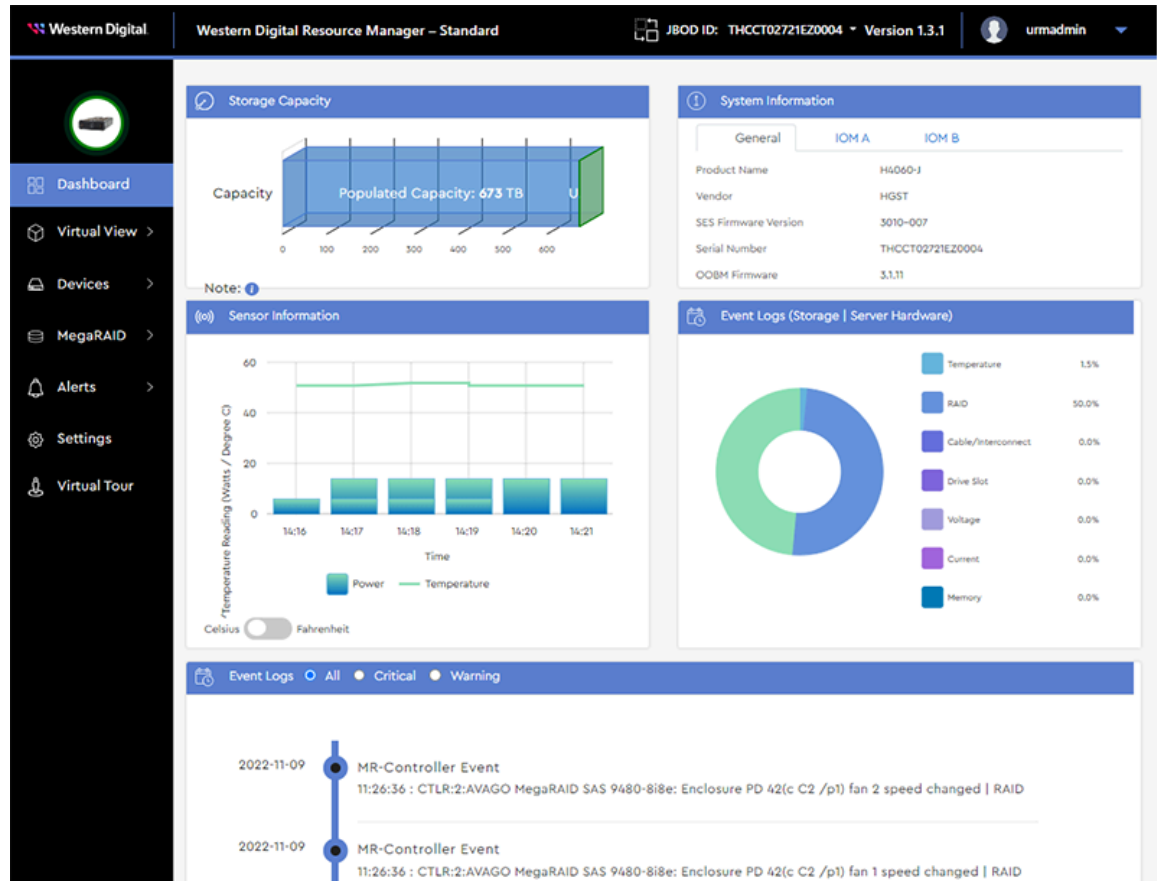 Western Digital.
Western Digital Resource Manager – Standard
JBOD ID: THCCT02721EZ0004
Version 1.3.1
urmadmin
Dashboard
Virtual View
Devices
MegaRAID
Alerts
Settings
Virtual Tour
Storage Capacity
Capacity
Populated Capacity: 673 TB
U
0 100 200 300 400 500 600
Note:
System Information
General IOM A IOM B
Product Name H4060-J
Vendor HGST
SES Firmware Version 3010-007
Serial Number THCCT02721EZ0004
OOBM Firmware 3.1.11
Sensor Information
/Temperature Reading (Watts / Degree C)
60
40
20
0
14:16 14:17 14:18 14:19 14:20 14:21
Time
Power Temperature
Celsius Fahrenheit
Event Logs (Storage | Server Hardware)
Temperature 1.5%
RAID 50.0%
Cable/Interconnect 0.0%
Drive Slot 0.0%
Voltage 0.0%
Current 0.0%
Memory 0.0%
Event Logs All Critical Warning
2022-11-09 MR-Controller Event
11:26:36 : CTLR:2:AVAGO MegaRAID SAS 9480-8i8e: Enclosure PD 42(c C2 /p1) fan 2 speed changed | RAID
2022-11-09 MR-Controller Event
11:26:36 : CTLR:2:AVAGO MegaRAID SAS 9480-8i8e: Enclosure PD 42(c C2 /p1) fan 1 speed changed | RAID